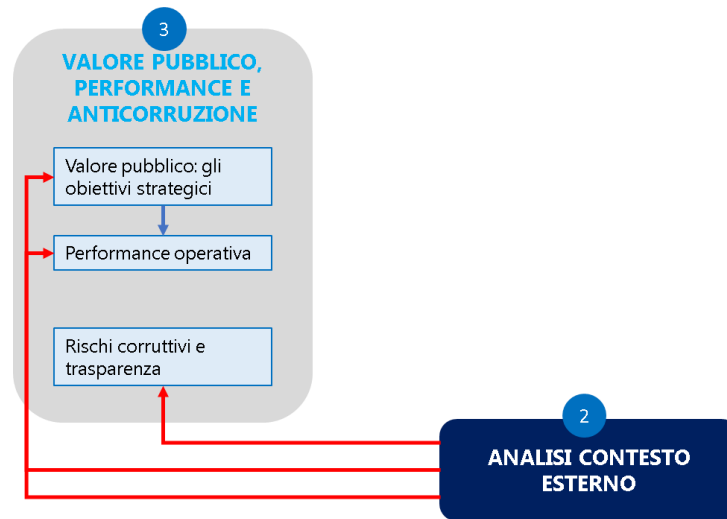 3
VALORE PUBBLICO,
PERFORMANCE E
ANTICORRUZIONE
Valore pubblico: gli
obiettivi strategici
Performance operativa
Rischi corruttivi e
trasparenza
2
ANALISI CONTESTO
ESTERNO